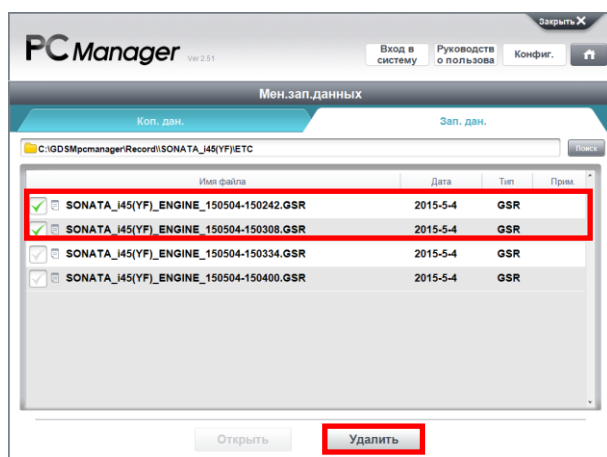 Закрыть X
PC Manager Ver 2.51
Вход в систему
Руководств о пользова
Конфиг.
Мен.зап.данных
Коп. дан.
Зап. дан.
C:\GDSMpcmanager\Record\\SONATA_i45(YF)\ETC
Поиск
Имя файла Дата Тип Прим.
SONATA_i45(YF)_ENGINE_150504-150242.GSR 2015-5-4 GSR
SONATA_i45(YF)_ENGINE_150504-150308.GSR 2015-5-4 GSR
SONATA_i45(YF)_ENGINE_150504-150334.GSR 2015-5-4 GSR
SONATA_i45(YF)_ENGINE_150504-150400.GSR 2015-5-4 GSR
Открыть
Удалить